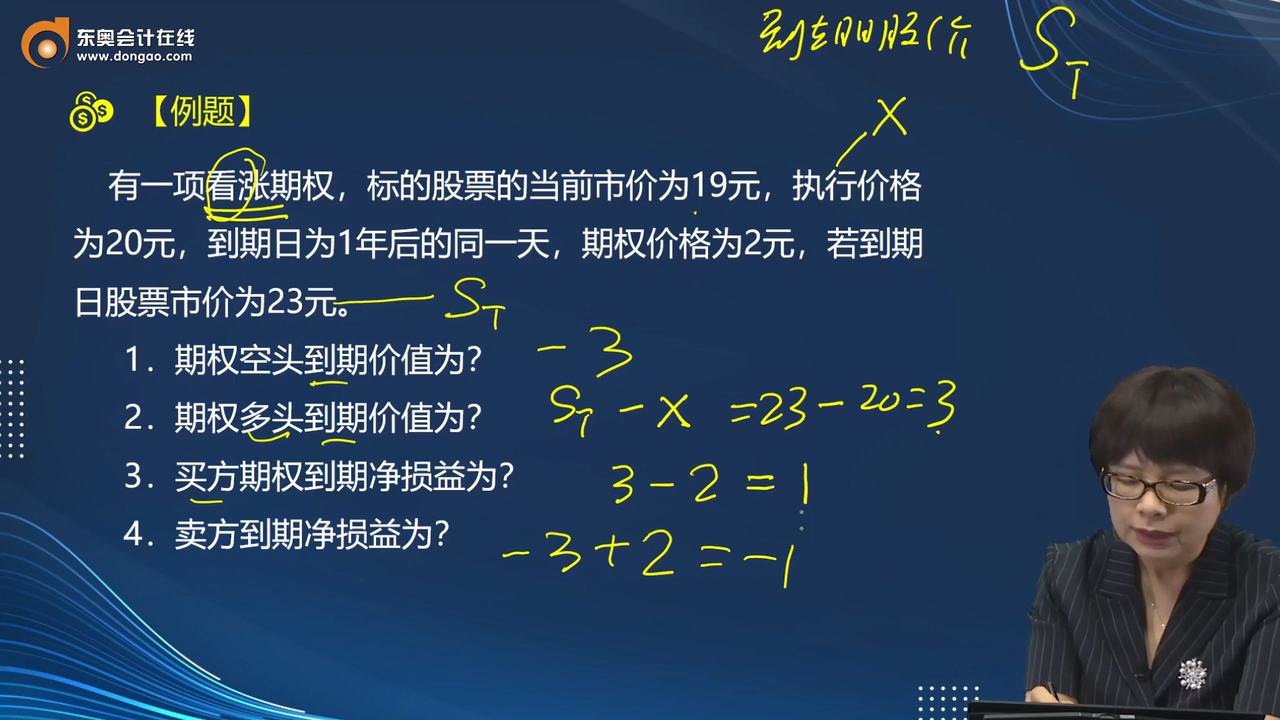 东奥会计在线
www.dongao.com
到期日股价 S_T
【例题】
X
有一项看涨期权，标的股票的当前市价为19元，执行价格
为20元，到期日为1年后的同一天，期权价格为2元，若到期
日股票市价为23元。 S_T
1．期权空头到期价值为？ -3
2．期权多头到期价值为？ S_T - X = 23 - 20 = 3
3．买方期权到期净损益为？ 3 - 2 = 1
4．卖方到期净损益为？ -3 + 2 = -1